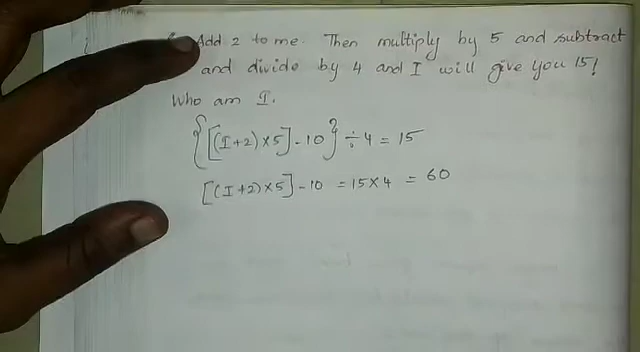 Add 2 to me. Then multiply by 5 and subtract
and divide by 4 and I will give you 15!
Who am I.
{[(I+2)×5]-10}÷4=15
[(I+2)×5]-10 =15×4 = 60